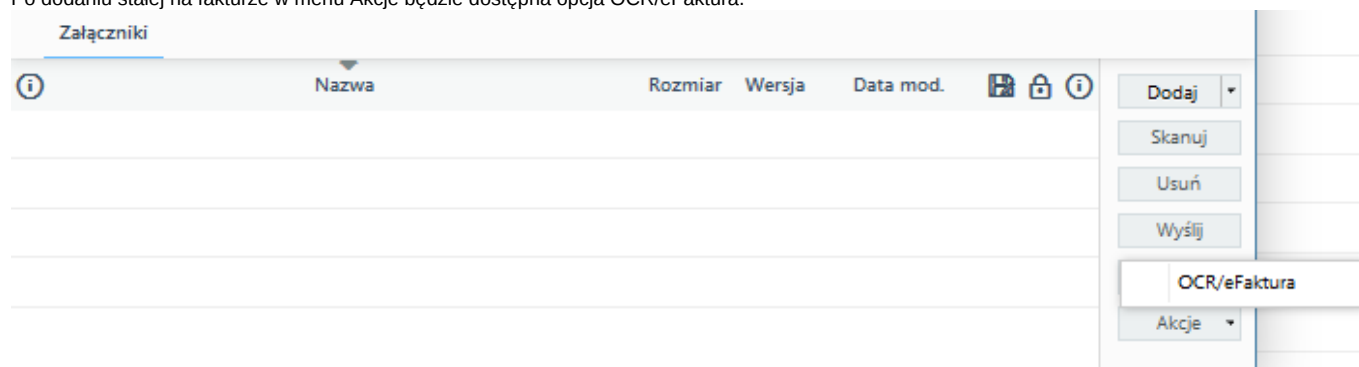 Po dodaniu stałej na fakturze w menu Akcje będzie dostępna opcja OCR/eFaktura.
Załączniki
Nazwa Rozmiar Wersja Data mod.
Dodaj
Skanuj
Usuń
Wyślij
OCR/eFaktura
Akcje